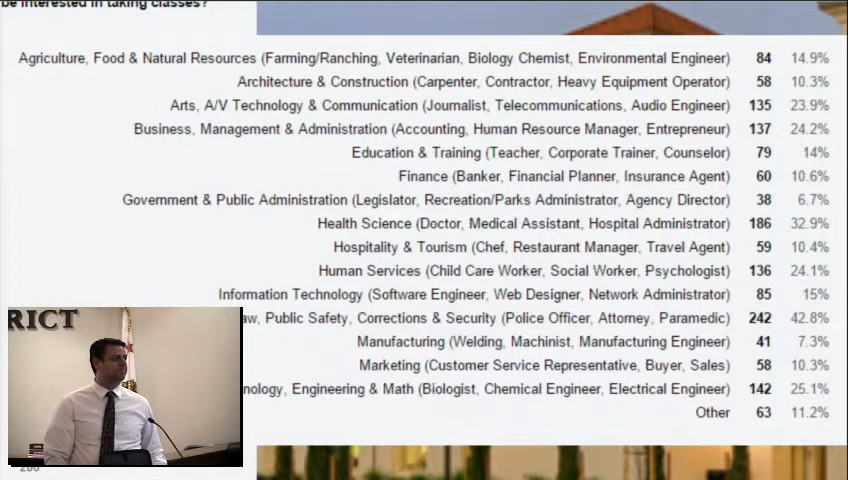 be interested in taking classes?
Agriculture, Food & Natural Resources (Farming/Ranching, Veterinarian, Biology Chemist, Environmental Engineer) 84 14.9%
Architecture & Construction (Carpenter, Contractor, Heavy Equipment Operator) 58 10.3%
Arts, A/V Technology & Communication (Journalist, Telecommunications, Audio Engineer) 135 23.9%
Business, Management & Administration (Accounting, Human Resource Manager, Entrepreneur) 137 24.2%
Education & Training (Teacher, Corporate Trainer, Counselor) 79 14%
Finance (Banker, Financial Planner, Insurance Agent) 60 10.6%
Government & Public Administration (Legislator, Recreation/Parks Administrator, Agency Director) 38 6.7%
Health Science (Doctor, Medical Assistant, Hospital Administrator) 186 32.9%
Hospitality & Tourism (Chef, Restaurant Manager, Travel Agent) 59 10.4%
Human Services (Child Care Worker, Social Worker, Psychologist) 136 24.1%
Information Technology (Software Engineer, Web Designer, Network Administrator) 85 15%
aw, Public Safety, Corrections & Security (Police Officer, Attorney, Paramedic) 242 42.8%
Manufacturing (Welding, Machinist, Manufacturing Engineer) 41 7.3%
Marketing (Customer Service Representative, Buyer, Sales) 58 10.3%
nology, Engineering & Math (Biologist, Chemical Engineer, Electrical Engineer) 142 25.1%
Other 63 11.2%
RICT